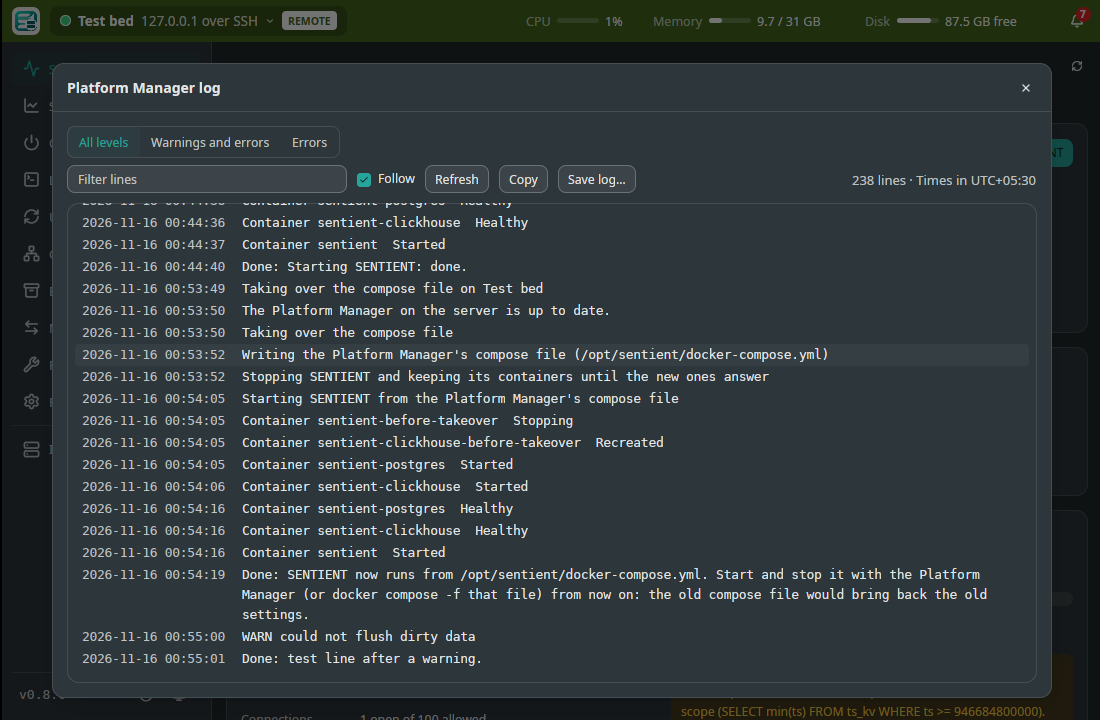 Test bed 127.0.0.1 over SSH REMOTE CPU 1% Memory 9.7 / 31 GB Disk 87.5 GB free 7
Platform Manager log ×
All levels Warnings and errors Errors
Filter lines Follow Refresh Copy Save log... 238 lines · Times in UTC+05:30
2026-11-16 00:44:36 Container sentient-clickhouse Healthy
2026-11-16 00:44:37 Container sentient Started
2026-11-16 00:44:40 Done: Starting SENTIENT: done.
2026-11-16 00:53:49 Taking over the compose file on Test bed
2026-11-16 00:53:50 The Platform Manager on the server is up to date.
2026-11-16 00:53:50 Taking over the compose file
2026-11-16 00:53:52 Writing the Platform Manager's compose file (/opt/sentient/docker-compose.yml)
2026-11-16 00:53:52 Stopping SENTIENT and keeping its containers until the new ones answer
2026-11-16 00:54:05 Starting SENTIENT from the Platform Manager's compose file
2026-11-16 00:54:05 Container sentient-before-takeover Stopping
2026-11-16 00:54:05 Container sentient-clickhouse-before-takeover Recreated
2026-11-16 00:54:05 Container sentient-postgres Started
2026-11-16 00:54:06 Container sentient-clickhouse Started
2026-11-16 00:54:16 Container sentient-postgres Healthy
2026-11-16 00:54:16 Container sentient-clickhouse Healthy
2026-11-16 00:54:16 Container sentient Started
2026-11-16 00:54:19 Done: SENTIENT now runs from /opt/sentient/docker-compose.yml. Start and stop it with the Platform
Manager (or docker compose -f that file) from now on: the old compose file would bring back the old
settings.
2026-11-16 00:55:00 WARN could not flush dirty data
2026-11-16 00:55:01 Done: test line after a warning.
scope (SELECT min(ts) FROM ts_kv WHERE ts >= 946684800000).